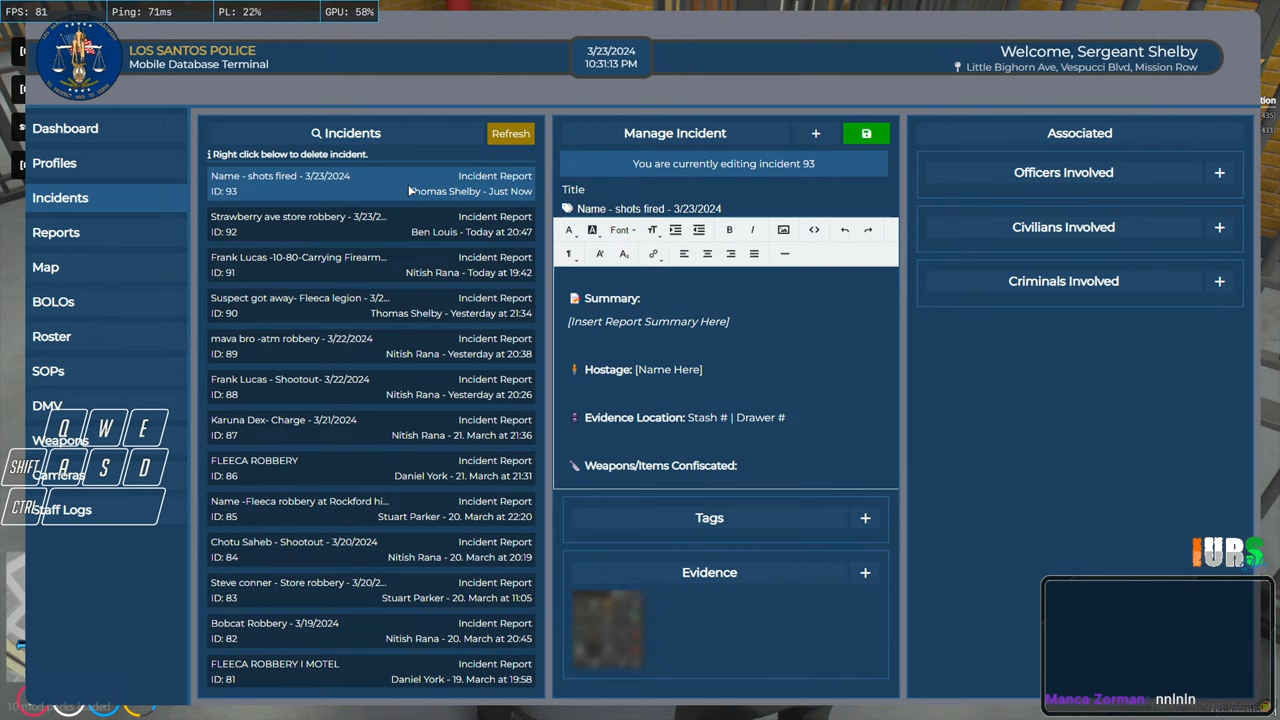 FPS: 81
Ping: 71ms
PL: 22%
GPU: 58%
LOS SANTOS POLICE
Mobile Database Terminal
3/23/2024
10:31:13 PM
Welcome, Sergeant Shelby
Little Bighorn Ave, Vespucci Blvd, Mission Row
Dashboard
Profiles
Incidents
Reports
Map
BOLOs
Roster
SOPs
DMV
Weapons
Cameras
Staff Logs
Q W E
SHIFT A S D
Incidents
Refresh
Right click below to delete incident.
Name - shots fired - 3/23/2024 Incident Report
ID: 93 Thomas Shelby - Just Now
Strawberry ave store robbery - 3/23/2... Incident Report
ID: 92 Ben Louis - Today at 20:47
Frank Lucas -10-80-Carrying Firearm... Incident Report
ID: 91 Nitish Rana - Today at 19:42
Suspect got away- Fleeca legion - 3/2... Incident Report
ID: 90 Thomas Shelby - Yesterday at 21:34
mava bro -atm robbery - 3/22/2024 Incident Report
ID: 89 Nitish Rana - Yesterday at 20:38
Frank Lucas - Shootout- 3/22/2024 Incident Report
ID: 88 Nitish Rana - Yesterday at 20:26
Karuna Dex- Charge - 3/21/2024 Incident Report
ID: 87 Nitish Rana - 21. March at 21:36
FLEECA ROBBERY Incident Report
ID: 86 Daniel York - 21. March at 21:31
Name -Fleeca robbery at Rockford hi... Incident Report
ID: 85 Stuart Parker - 20. March at 22:20
Chotu Saheb - Shootout - 3/20/2024 Incident Report
ID: 84 Nitish Rana - 20. March at 20:19
Steve conner - Store robbery - 3/20/2... Incident Report
ID: 83 Stuart Parker - 20. March at 11:05
Bobcat Robbery - 3/19/2024 Incident Report
ID: 82 Nitish Rana - 20. March at 20:45
FLEECA ROBBERY I MOTEL Incident Report
ID: 81 Daniel York - 19. March at 19:58
Manage Incident
You are currently editing incident 93
Title
Name - shots fired - 3/23/2024
Font
Summary:
[Insert Report Summary Here]
Hostage: [Name Here]
Evidence Location: Stash # | Drawer #
Weapons/Items Confiscated:
Tags
Evidence
Associated
Officers Involved
Civilians Involved
Criminals Involved
IURS
Manca Zorman nnlnln
10 mod packs loaded